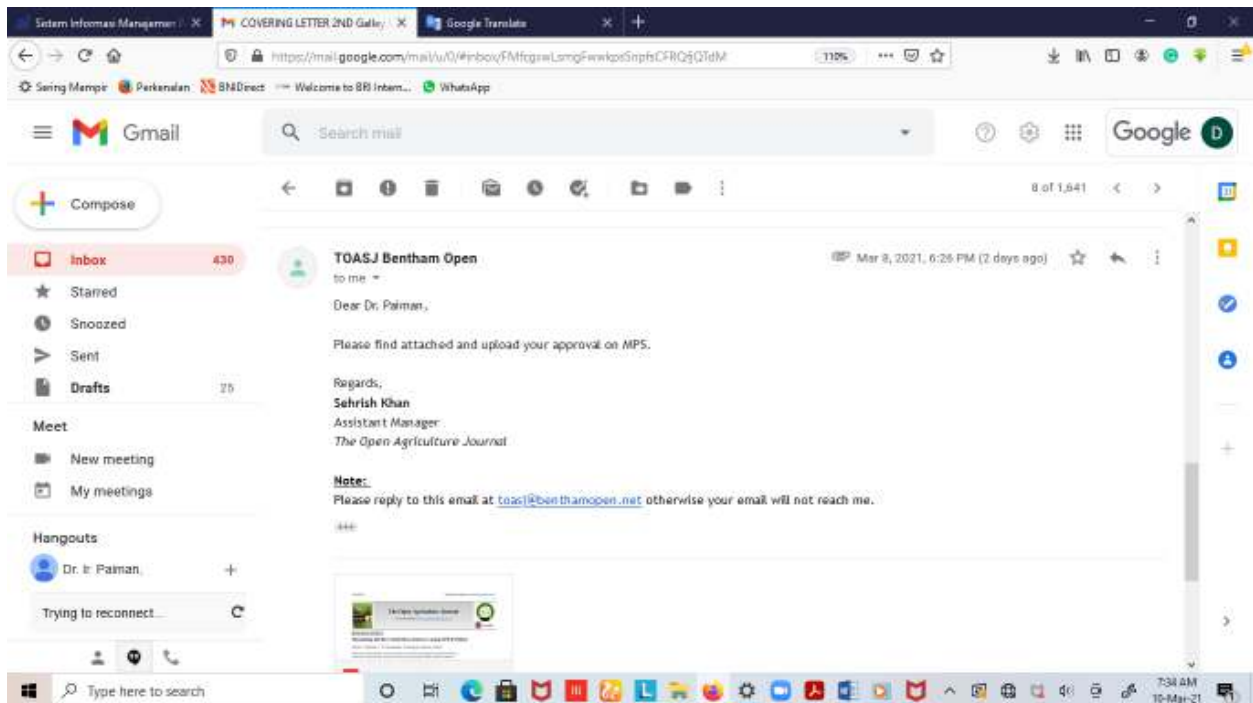 Sistem Informasi Manajemen
COVERING LETTER 2ND Galley
Google Translate
https://mail.google.com/mail/u/0/#inbox/
110%
Sering Mampir
Perkenalan
BNIDirect
Welcome to BRI Intern...
WhatsApp
Gmail
Search mail
Google
D
Compose
8 of 1,641
Inbox 430
Starred
Snoozed
Sent
Drafts 25
Meet
New meeting
My meetings
Hangouts
Dr. Ir. Paiman,
Trying to reconnect...
TOASJ Bentham Open
Mar 8, 2021, 6:26 PM (2 days ago)
to me
Dear Dr. Paiman,
Please find attached and upload your approval on MPS.
Regards,
Sehrish Khan
Assistant Manager
The Open Agriculture Journal
Note:
Please reply to this email at toasj@benthamopen.net otherwise your email will not reach me.
The Open Agriculture Journal
Type here to search
7:34 AM
10-Mar-21